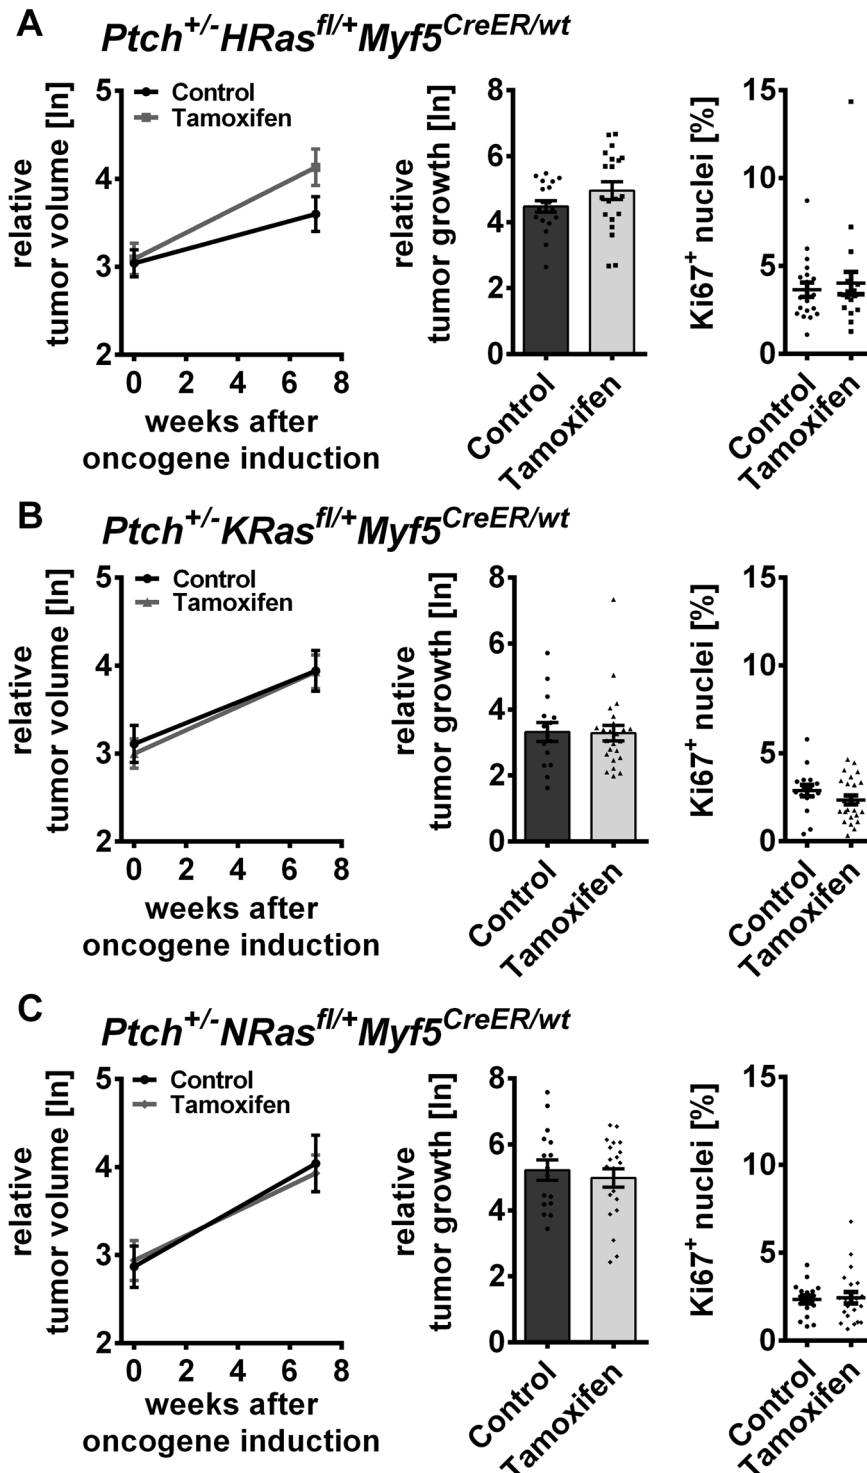 A
Ptch+/-HRasfl/+Myf5CreER/wt
relative
tumor volume [ln]
5
4
3
2
Control
Tamoxifen
0 2 4 6 8
weeks after
oncogene induction
relative
tumor growth [ln]
8
6
4
2
0
Control
Tamoxifen
Ki67+ nuclei [%]
15
10
5
0
Control
Tamoxifen
B
Ptch+/-KRasfl/+Myf5CreER/wt
relative
tumor volume [ln]
5
4
3
2
Control
Tamoxifen
0 2 4 6 8
weeks after
oncogene induction
relative
tumor growth [ln]
8
6
4
2
0
Control
Tamoxifen
Ki67+ nuclei [%]
15
10
5
0
Control
Tamoxifen
C
Ptch+/-NRasfl/+Myf5CreER/wt
relative
tumor volume [ln]
5
4
3
2
Control
Tamoxifen
0 2 4 6 8
weeks after
oncogene induction
relative
tumor growth [ln]
8
6
4
2
0
Control
Tamoxifen
Ki67+ nuclei [%]
15
10
5
0
Control
Tamoxifen